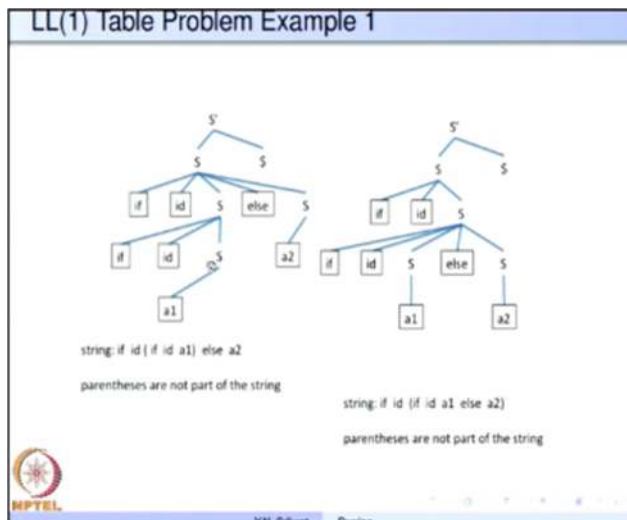 LL(1) Table Problem Example 1
S' S'
S $ S $
if id S else S if id S
if id S a2 if id S else S
a1 a1 a2
string: if id ( if id a1) else a2
parentheses are not part of the string
string: if id (if id a1 else a2)
parentheses are not part of the string
NPTEL
Parsing